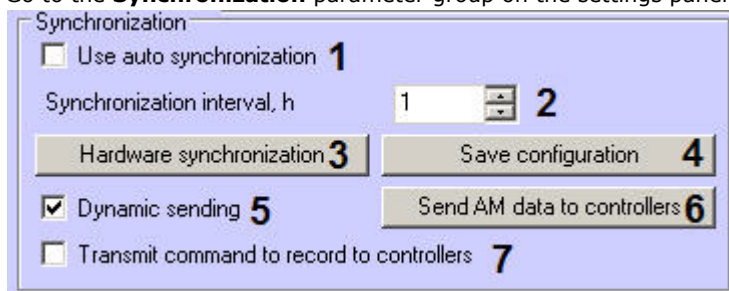 Go to the Synchronization parameter group on the settings panel
Synchronization
Use auto synchronization 1
Synchronization interval, h 1 2
Hardware synchronization 3 Save configuration 4
Dynamic sending 5 Send AM data to controllers 6
Transmit command to record to controllers 7